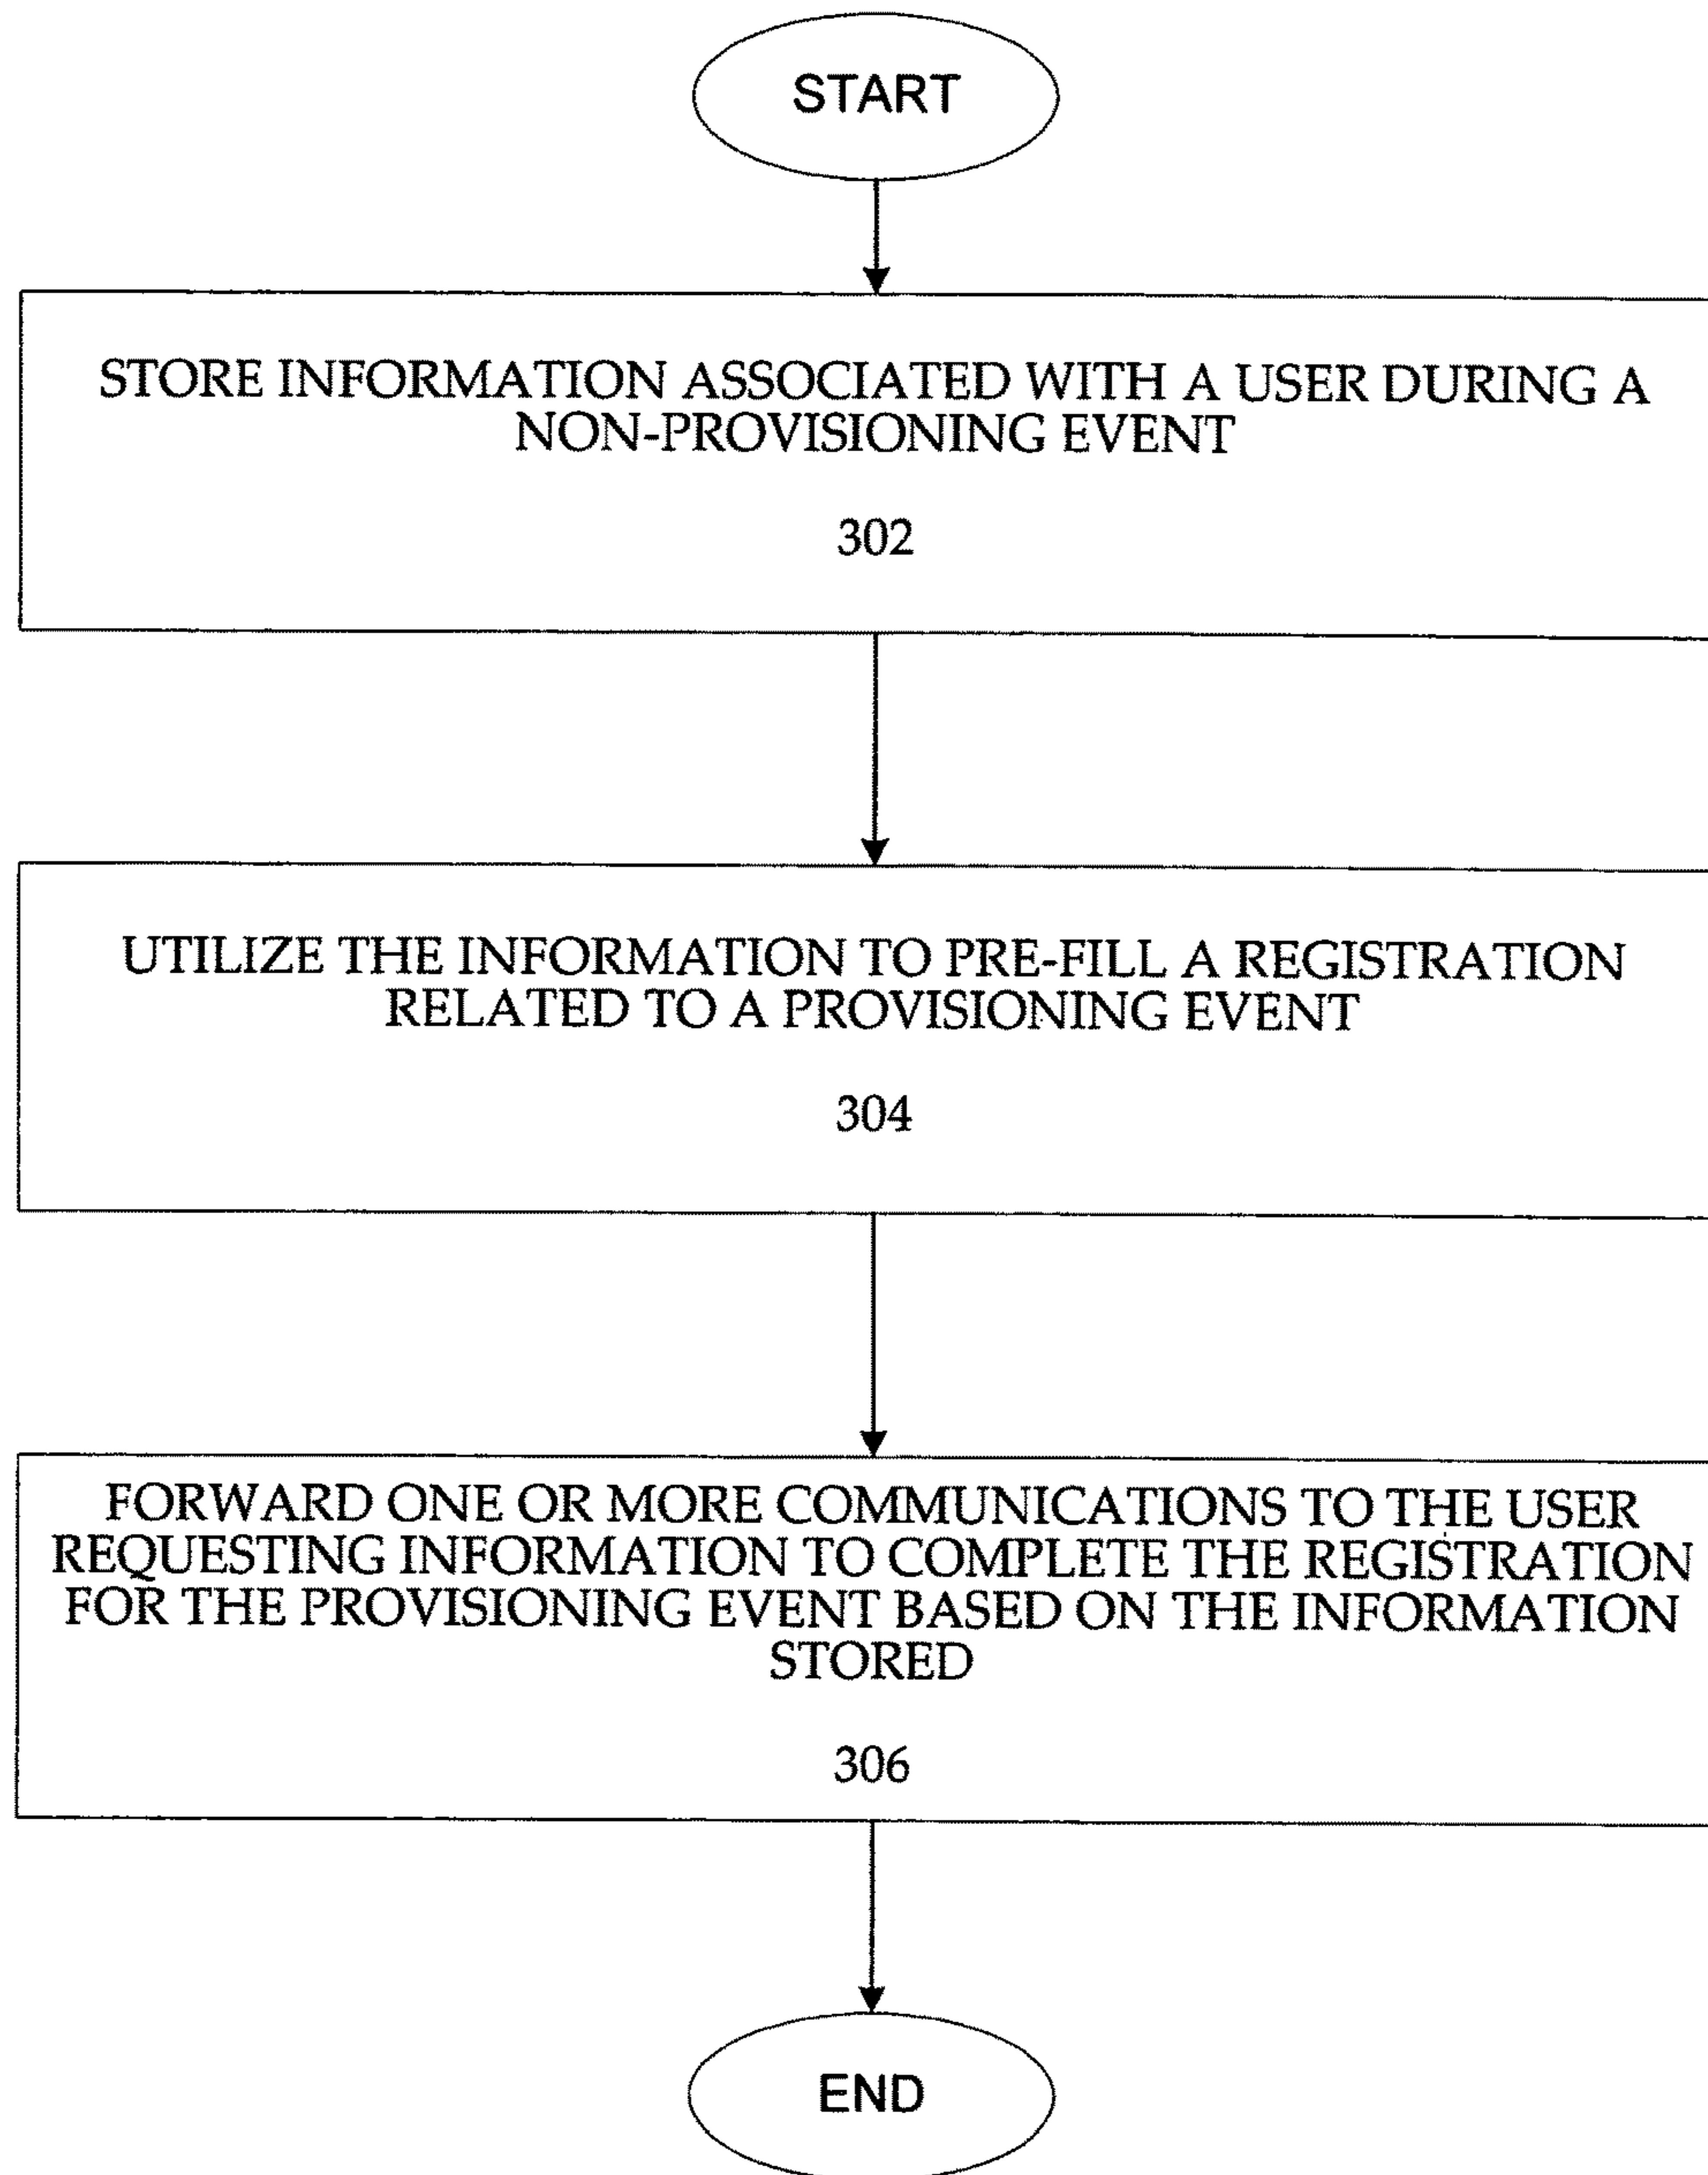 START
STORE INFORMATION ASSOCIATED WITH A USER DURING A
NON-PROVISIONING EVENT
302
UTILIZE THE INFORMATION TO PRE-FILL A REGISTRATION
RELATED TO A PROVISIONING EVENT
304
FORWARD ONE OR MORE COMMUNICATIONS TO THE USER
REQUESTING INFORMATION TO COMPLETE THE REGISTRATION
FOR THE PROVISIONING EVENT BASED ON THE INFORMATION
STORED
306
END